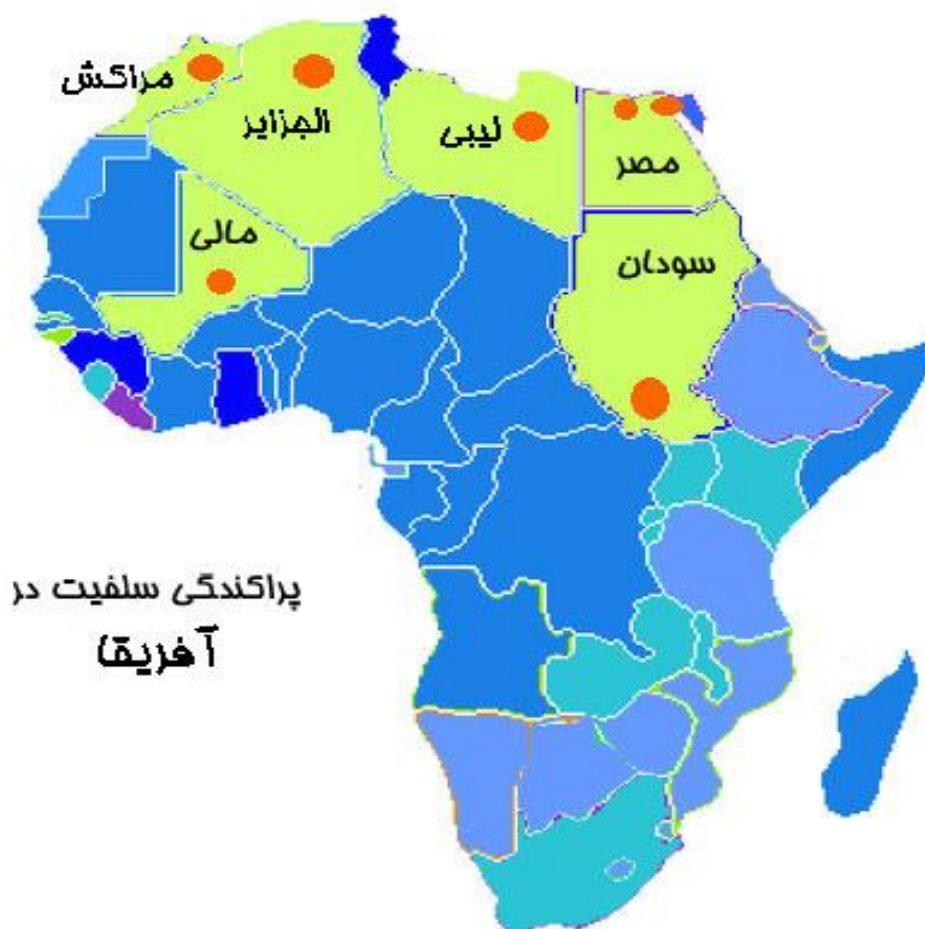 مراکش
الجزایر
لیبی
مصر
مالی
سودان
پراکندگی سلفیت در
آفریقا